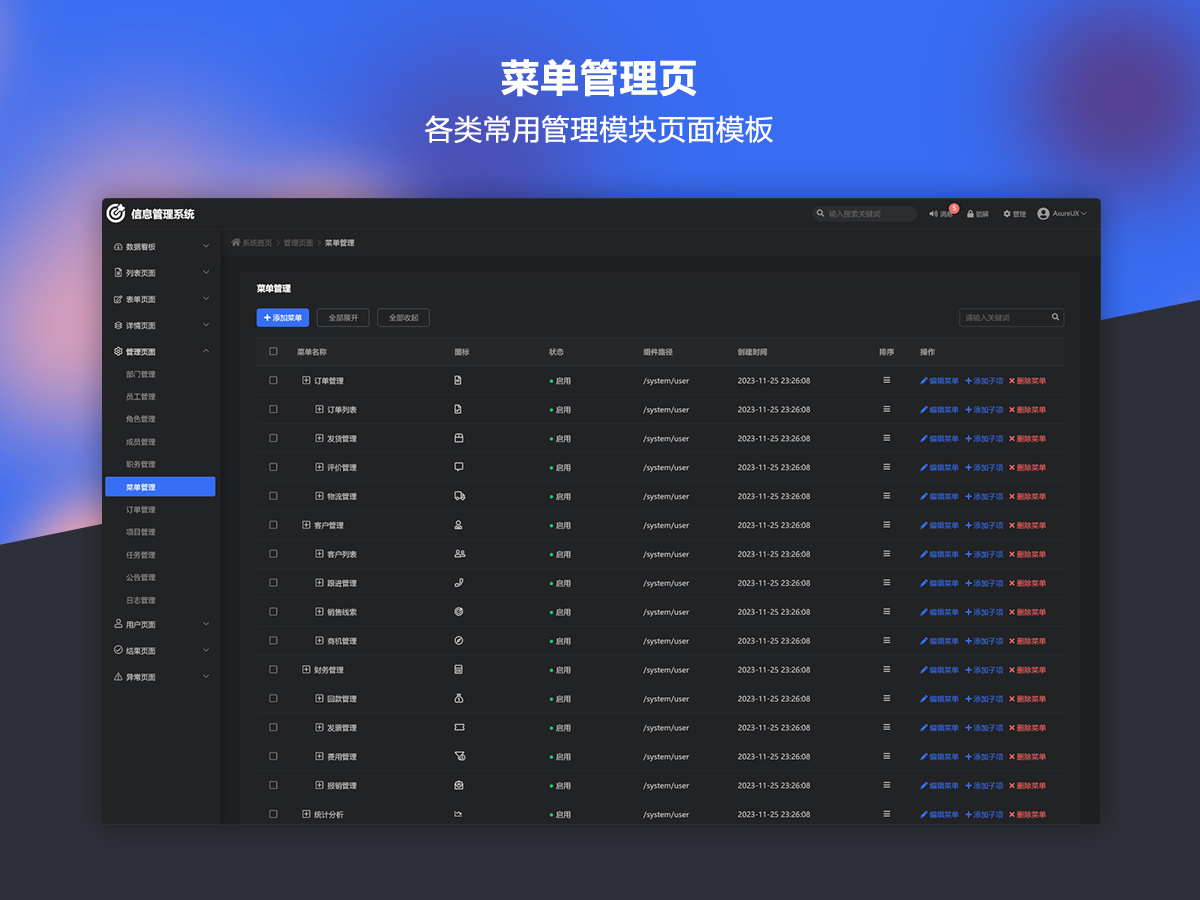 菜单管理页
各类常用管理模块页面模板
信息管理系统
输入搜索关键词
消息 5 锁屏 管理 AxureUX
系统首页 > 管理页面 > 菜单管理
数据看板
列表页面
表单页面
详情页面
管理页面
部门管理
员工管理
角色管理
成员管理
职务管理
菜单管理
订单管理
项目管理
任务管理
公告管理
日志管理
用户页面
结果页面
异常页面
菜单管理
添加菜单 全部展开 全部收起 请输入关键词
菜单名称 图标 状态 组件路径 创建时间 排序 操作
订单管理 启用 /system/user 2023-11-25 23:26:08 编辑菜单 添加子项 删除菜单
订单列表 启用 /system/user 2023-11-25 23:26:08 编辑菜单 添加子项 删除菜单
发货管理 启用 /system/user 2023-11-25 23:26:08 编辑菜单 添加子项 删除菜单
评价管理 启用 /system/user 2023-11-25 23:26:08 编辑菜单 添加子项 删除菜单
物流管理 启用 /system/user 2023-11-25 23:26:08 编辑菜单 添加子项 删除菜单
客户管理 启用 /system/user 2023-11-25 23:26:08 编辑菜单 添加子项 删除菜单
客户列表 启用 /system/user 2023-11-25 23:26:08 编辑菜单 添加子项 删除菜单
跟进管理 启用 /system/user 2023-11-25 23:26:08 编辑菜单 添加子项 删除菜单
销售线索 启用 /system/user 2023-11-25 23:26:08 编辑菜单 添加子项 删除菜单
商机管理 启用 /system/user 2023-11-25 23:26:08 编辑菜单 添加子项 删除菜单
财务管理 启用 /system/user 2023-11-25 23:26:08 编辑菜单 添加子项 删除菜单
回款管理 启用 /system/user 2023-11-25 23:26:08 编辑菜单 添加子项 删除菜单
发票管理 启用 /system/user 2023-11-25 23:26:08 编辑菜单 添加子项 删除菜单
费用管理 启用 /system/user 2023-11-25 23:26:08 编辑菜单 添加子项 删除菜单
报销管理 启用 /system/user 2023-11-25 23:26:08 编辑菜单 添加子项 删除菜单
统计分析 启用 /system/user 2023-11-25 23:26:08 编辑菜单 添加子项 删除菜单